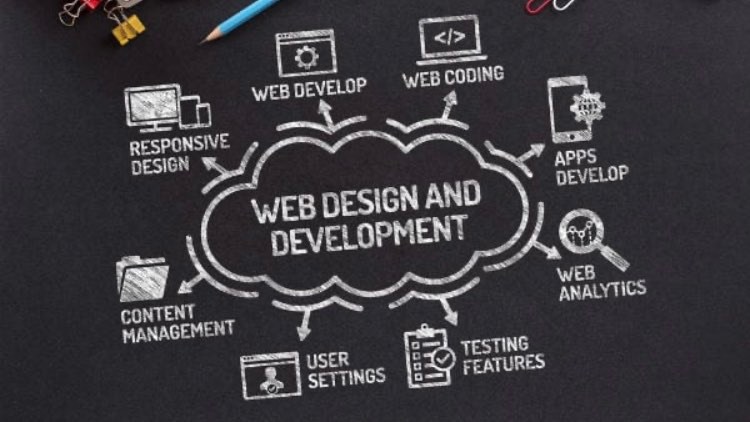 WEB DEVELOP
WEB CODING
</>
RESPONSIVE
DESIGN
APPS
DEVELOP
WEB DESIGN AND
DEVELOPMENT
WEB
ANALYTICS
CONTENT
MANAGEMENT
USER
SETTINGS
TESTING
FEATURES